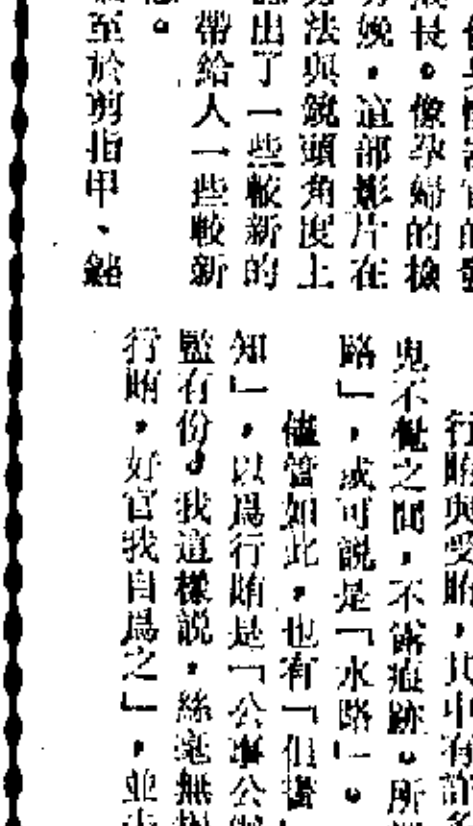 長。像孕婦的檢
娩,這部影片在
法與鏡頭角度上
出了一些較新的
帶給人一些較新
。
至於剪指甲、
行賄與受賄,其中有許多
鬼不覺之間,不露痕跡。所
路」,或可說是「水路」。
儘管如此,也有「但
知」,以爲行賄是「公事公
監有份。我這樣說,絲毫無
行賄,好官我自爲之」,並